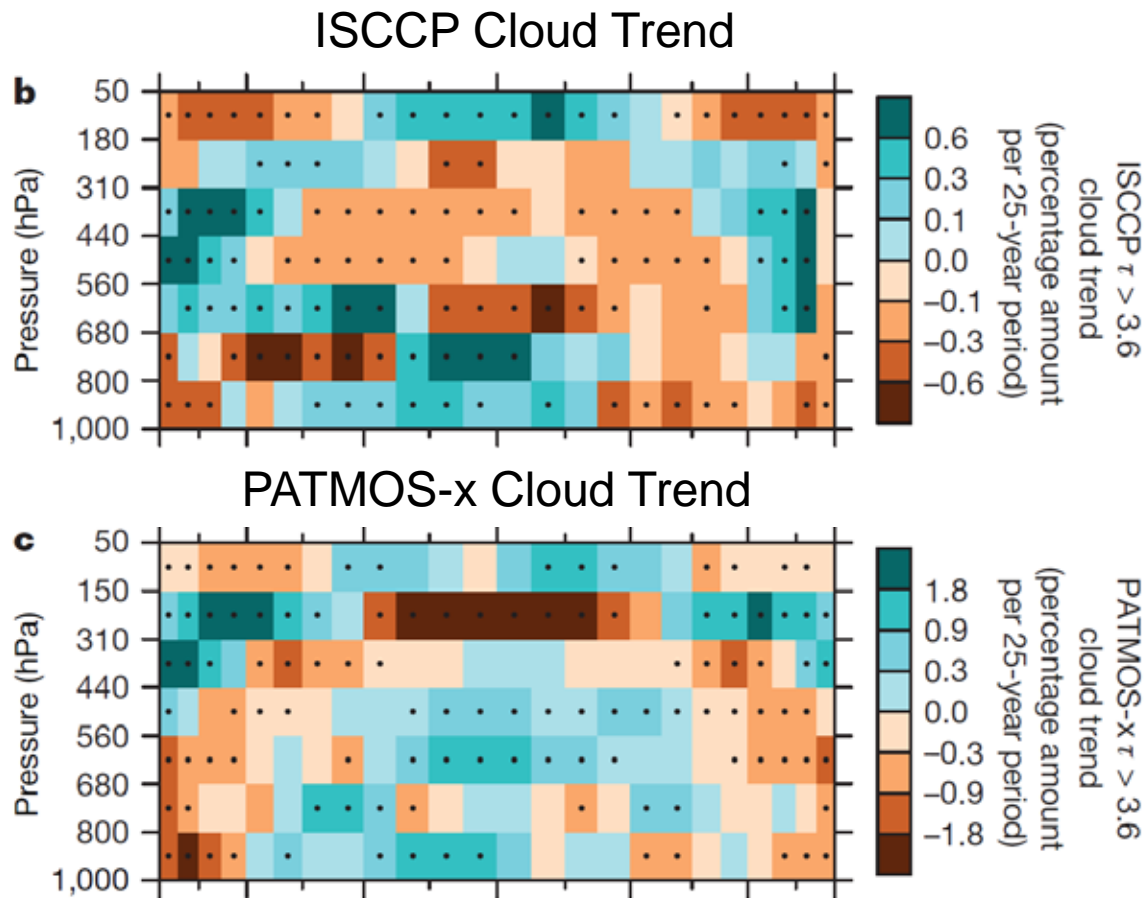 ISCCP Cloud Trend
b
50
180
310
440
560
680
800
1,000
Pressure (hPa)
0.6
0.3
0.1
0.0
−0.1
−0.3
−0.6
ISCCP τ > 3.6
cloud trend
(percentage amount
per 25-year period)
PATMOS-x Cloud Trend
c
50
150
310
440
560
680
800
1,000
Pressure (hPa)
1.8
0.9
0.3
0.0
−0.3
−0.9
−1.8
PATMOS-x τ > 3.6
cloud trend
(percentage amount
per 25-year period)